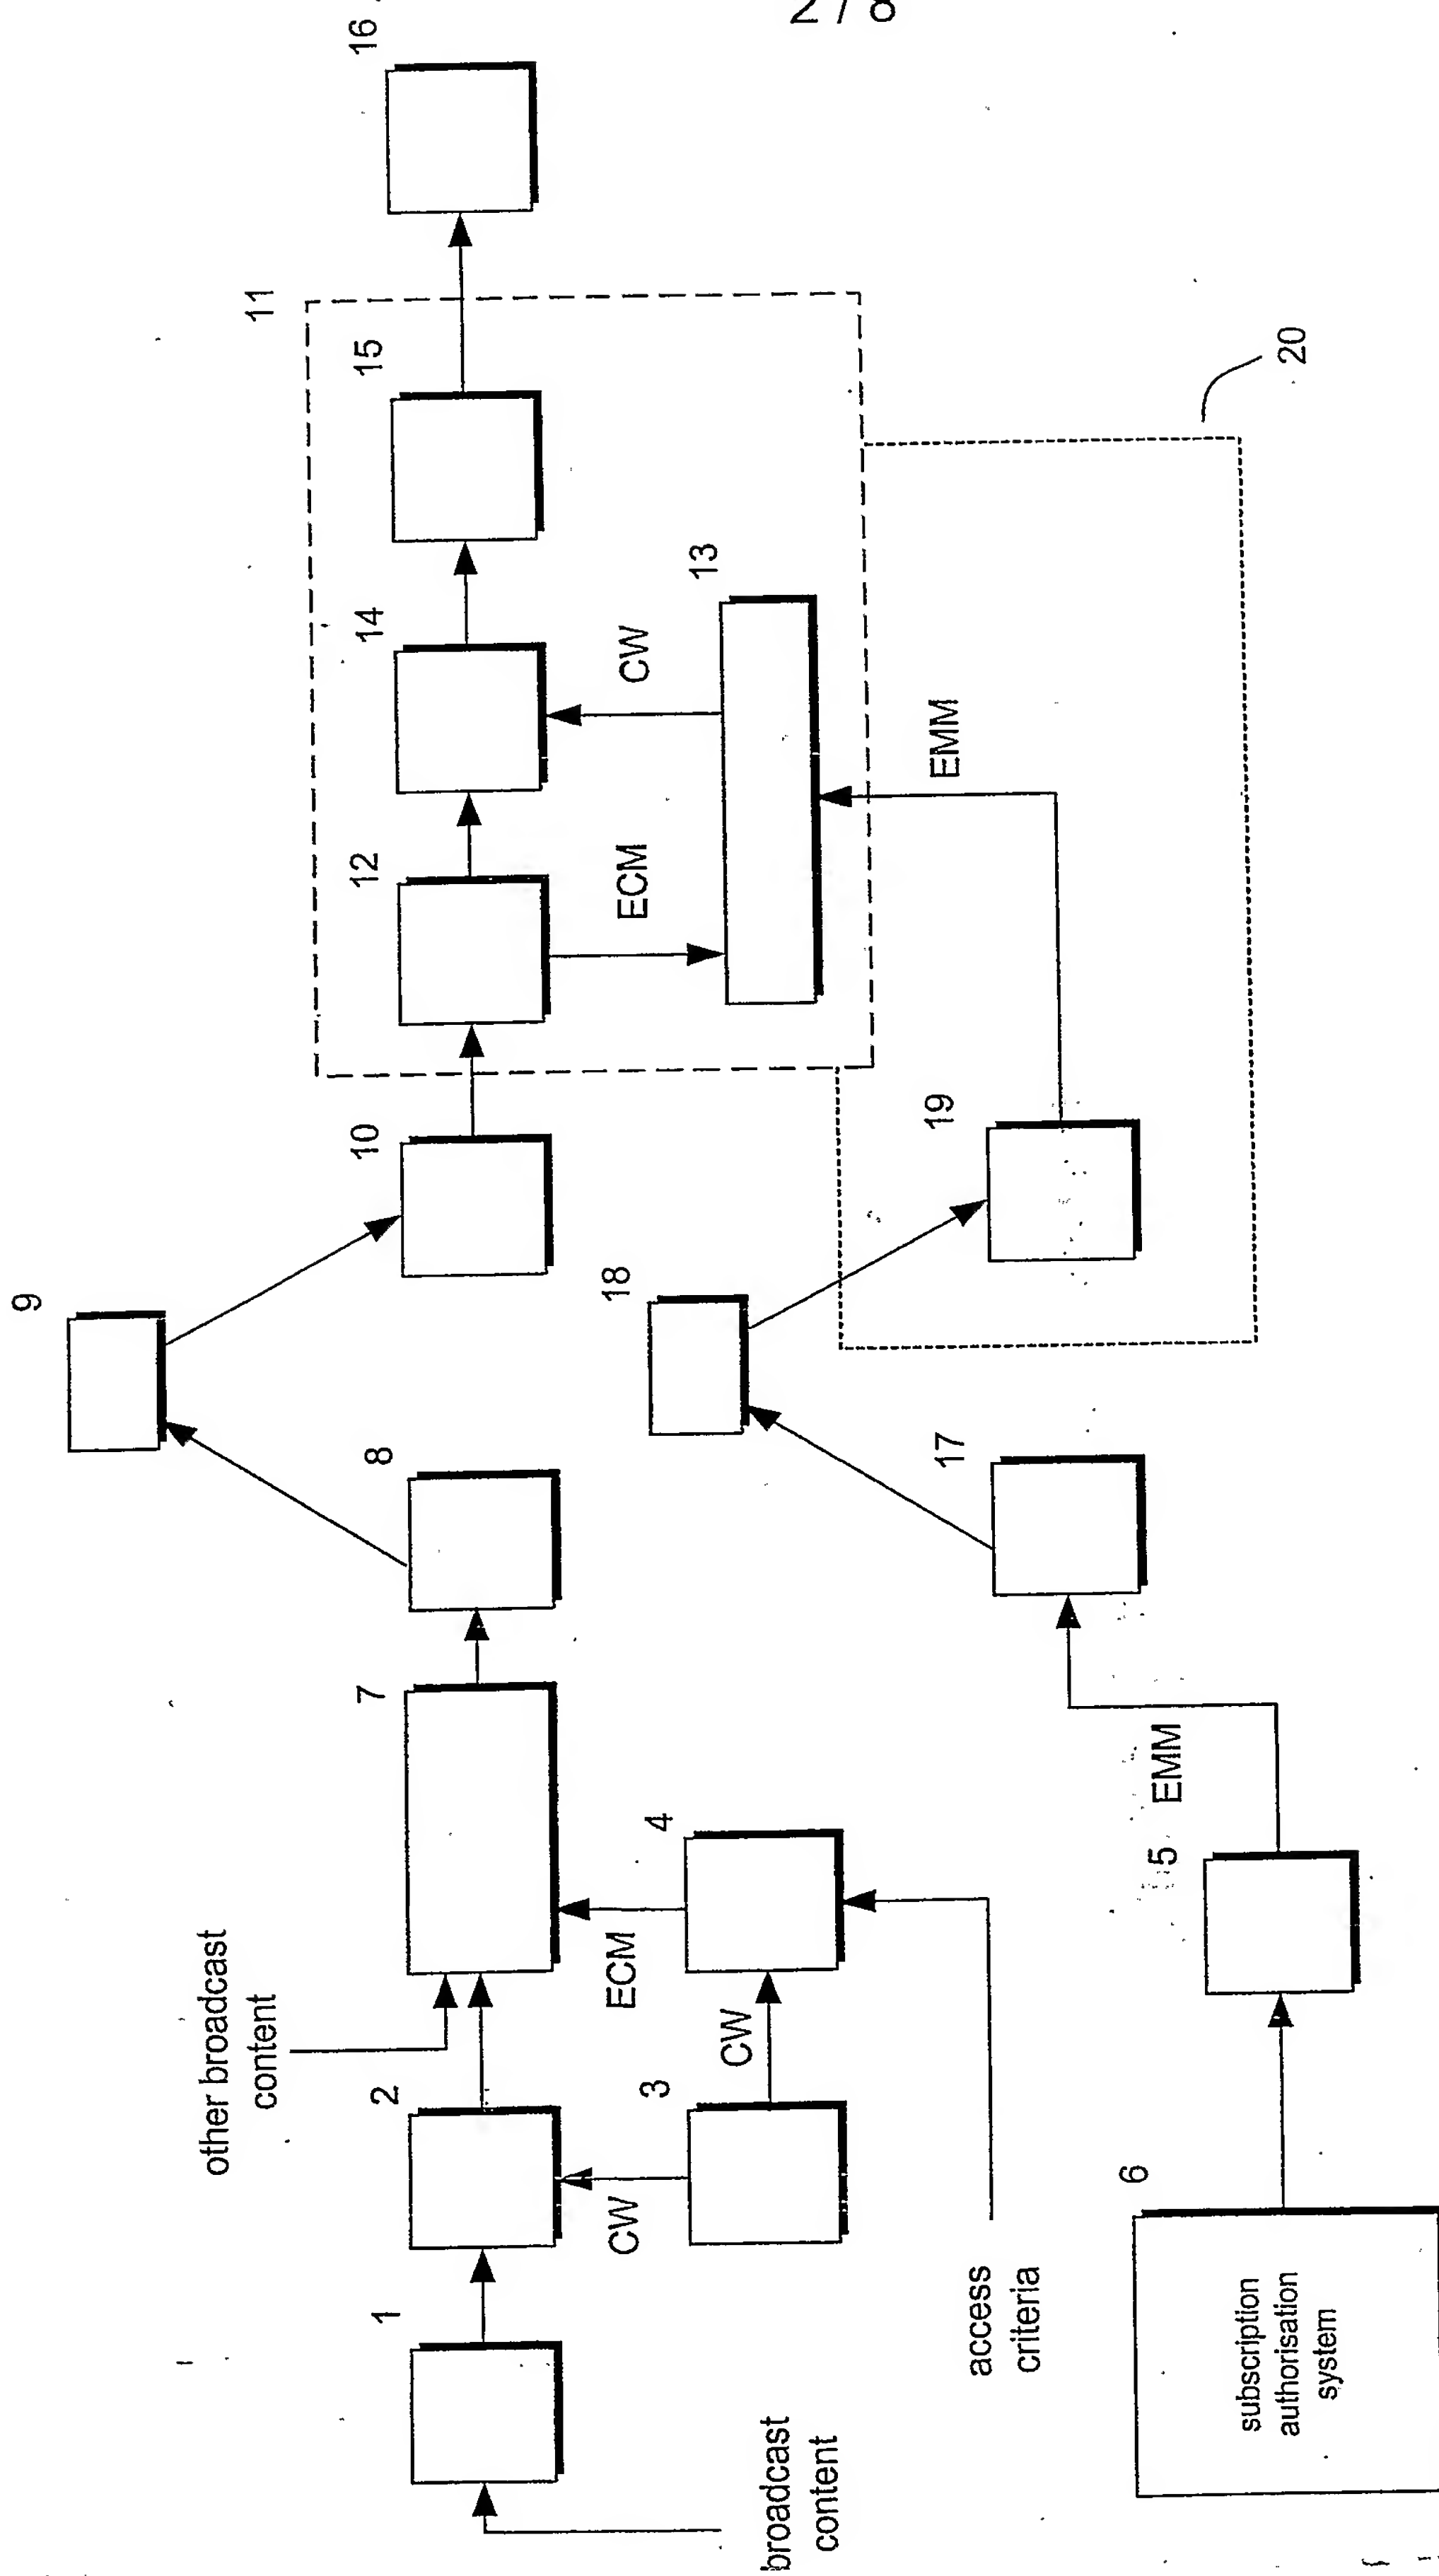 2/8
16
11
15
20
14
13
CW
12
ECM
EMM
10
19
9
18
8
17
7
4
EMM
5
other broadcast
content
ECM
CW
2
3
6
CW
access
criteria
1
subscription
authorisation
system
broadcast
content